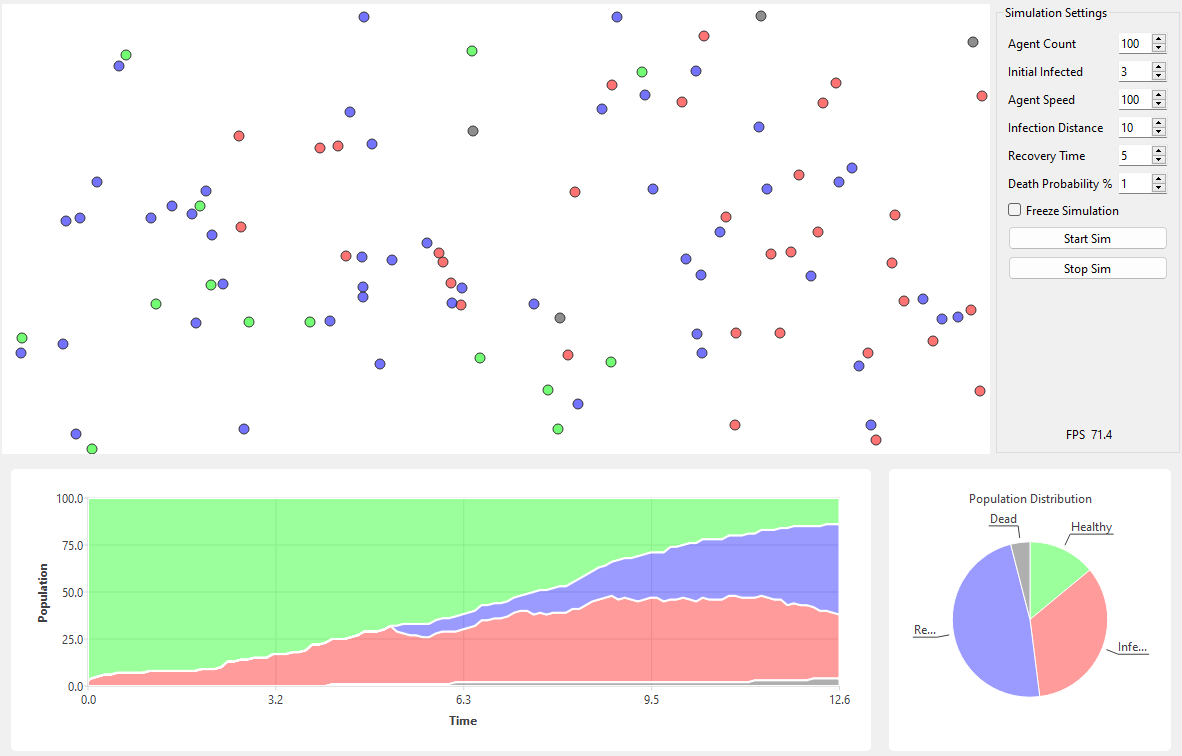 Simulation Settings
Agent Count 100
Initial Infected 3
Agent Speed 100
Infection Distance 10
Recovery Time 5
Death Probability % 1
Freeze Simulation
Start Sim
Stop Sim
FPS 71.4
100.0
75.0
50.0
25.0
0.0
Population
0.0 3.2 6.3 9.5 12.6
Time
Population Distribution
Dead
Healthy
Re...
Infe...